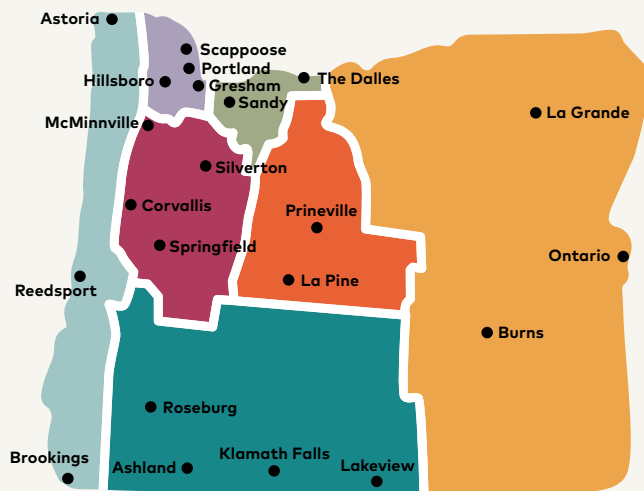 Astoria
Scappoose
Portland
Hillsboro
Gresham
The Dalles
Sandy
La Grande
McMinnville
Silverton
Corvallis
Prineville
Springfield
Ontario
La Pine
Reedsport
Burns
Roseburg
Brookings
Klamath Falls
Ashland
Lakeview